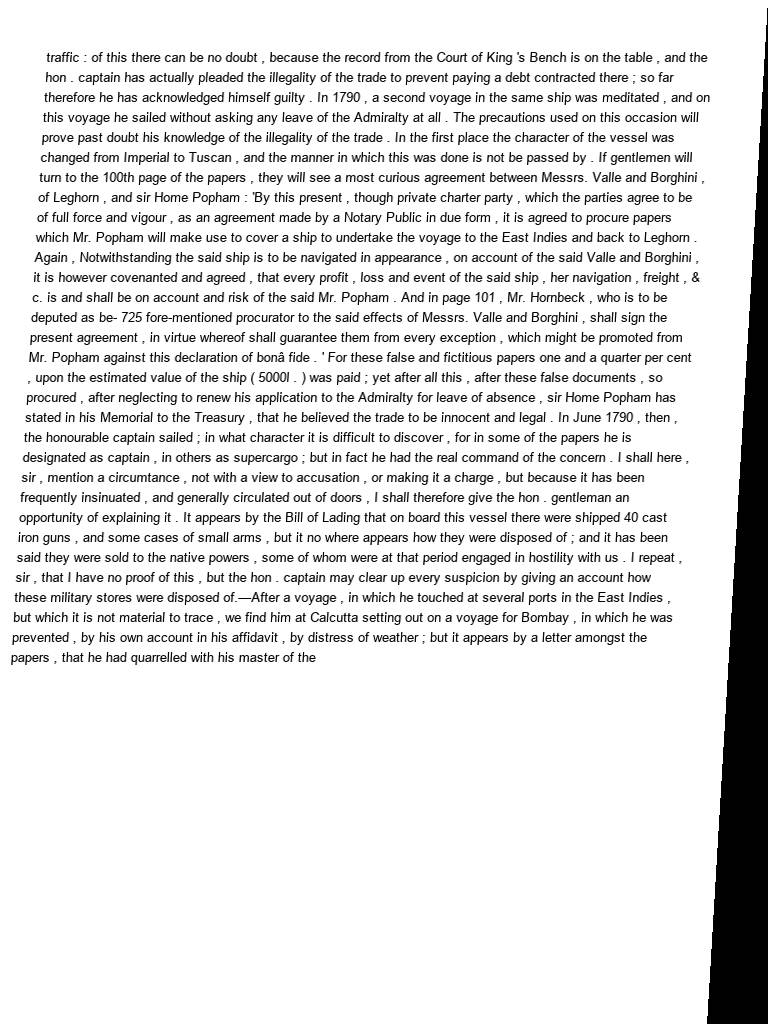 traffic : of this there can be no doubt , because the record from the Court of King 's Bench is on the table , and the
hon . captain has actually pleaded the illegality of the trade to prevent paying a debt contracted there ; so far
therefore he has acknowledged himself guilty . In 1790 , a second voyage in the same ship was meditated , and on
this voyage he sailed without asking any leave of the Admiralty at all . The precautions used on this occasion will
prove past doubt his knowledge of the illegality of the trade . In the first place the character of the vessel was
changed from Imperial to Tuscan , and the manner in which this was done is not be passed by . If gentlemen will
turn to the 100th page of the papers , they will see a most curious agreement between Messrs. Valle and Borghini ,
of Leghorn , and sir Home Popham : 'By this present , though private charter party , which the parties agree to be
of full force and vigour , as an agreement made by a Notary Public in due form , it is agreed to procure papers
which Mr. Popham will make use to cover a ship to undertake the voyage to the East Indies and back to Leghorn .
Again , Notwithstanding the said ship is to be navigated in appearance , on account of the said Valle and Borghini ,
it is however covenanted and agreed , that every profit , loss and event of the said ship , her navigation , freight , &
c. is and shall be on account and risk of the said Mr. Popham . And in page 101 , Mr. Hornbeck , who is to be
deputed as be- 725 fore-mentioned procurator to the said effects of Messrs. Valle and Borghini , shall sign the
present agreement , in virtue whereof shall guarantee them from every exception , which might be promoted from
Mr. Popham against this declaration of bonâ fide . ' For these false and fictitious papers one and a quarter per cent
, upon the estimated value of the ship ( 5000l . ) was paid ; yet after all this , after these false documents , so
procured , after neglecting to renew his application to the Admiralty for leave of absence , sir Home Popham has
stated in his Memorial to the Treasury , that he believed the trade to be innocent and legal . In June 1790 , then ,
the honourable captain sailed ; in what character it is difficult to discover , for in some of the papers he is
designated as captain , in others as supercargo ; but in fact he had the real command of the concern . I shall here ,
sir , mention a circumtance , not with a view to accusation , or making it a charge , but because it has been
frequently insinuated , and generally circulated out of doors , I shall therefore give the hon . gentleman an
opportunity of explaining it . It appears by the Bill of Lading that on board this vessel there were shipped 40 cast
iron guns , and some cases of small arms , but it no where appears how they were disposed of ; and it has been
said they were sold to the native powers , some of whom were at that period engaged in hostility with us . I repeat ,
sir , that I have no proof of this , but the hon . captain may clear up every suspicion by giving an account how
these military stores were disposed of.—After a voyage , in which he touched at several ports in the East Indies ,
but which it is not material to trace , we find him at Calcutta setting out on a voyage for Bombay , in which he was
prevented , by his own account in his affidavit , by distress of weather ; but it appears by a letter amongst the
papers , that he had quarrelled with his master of the